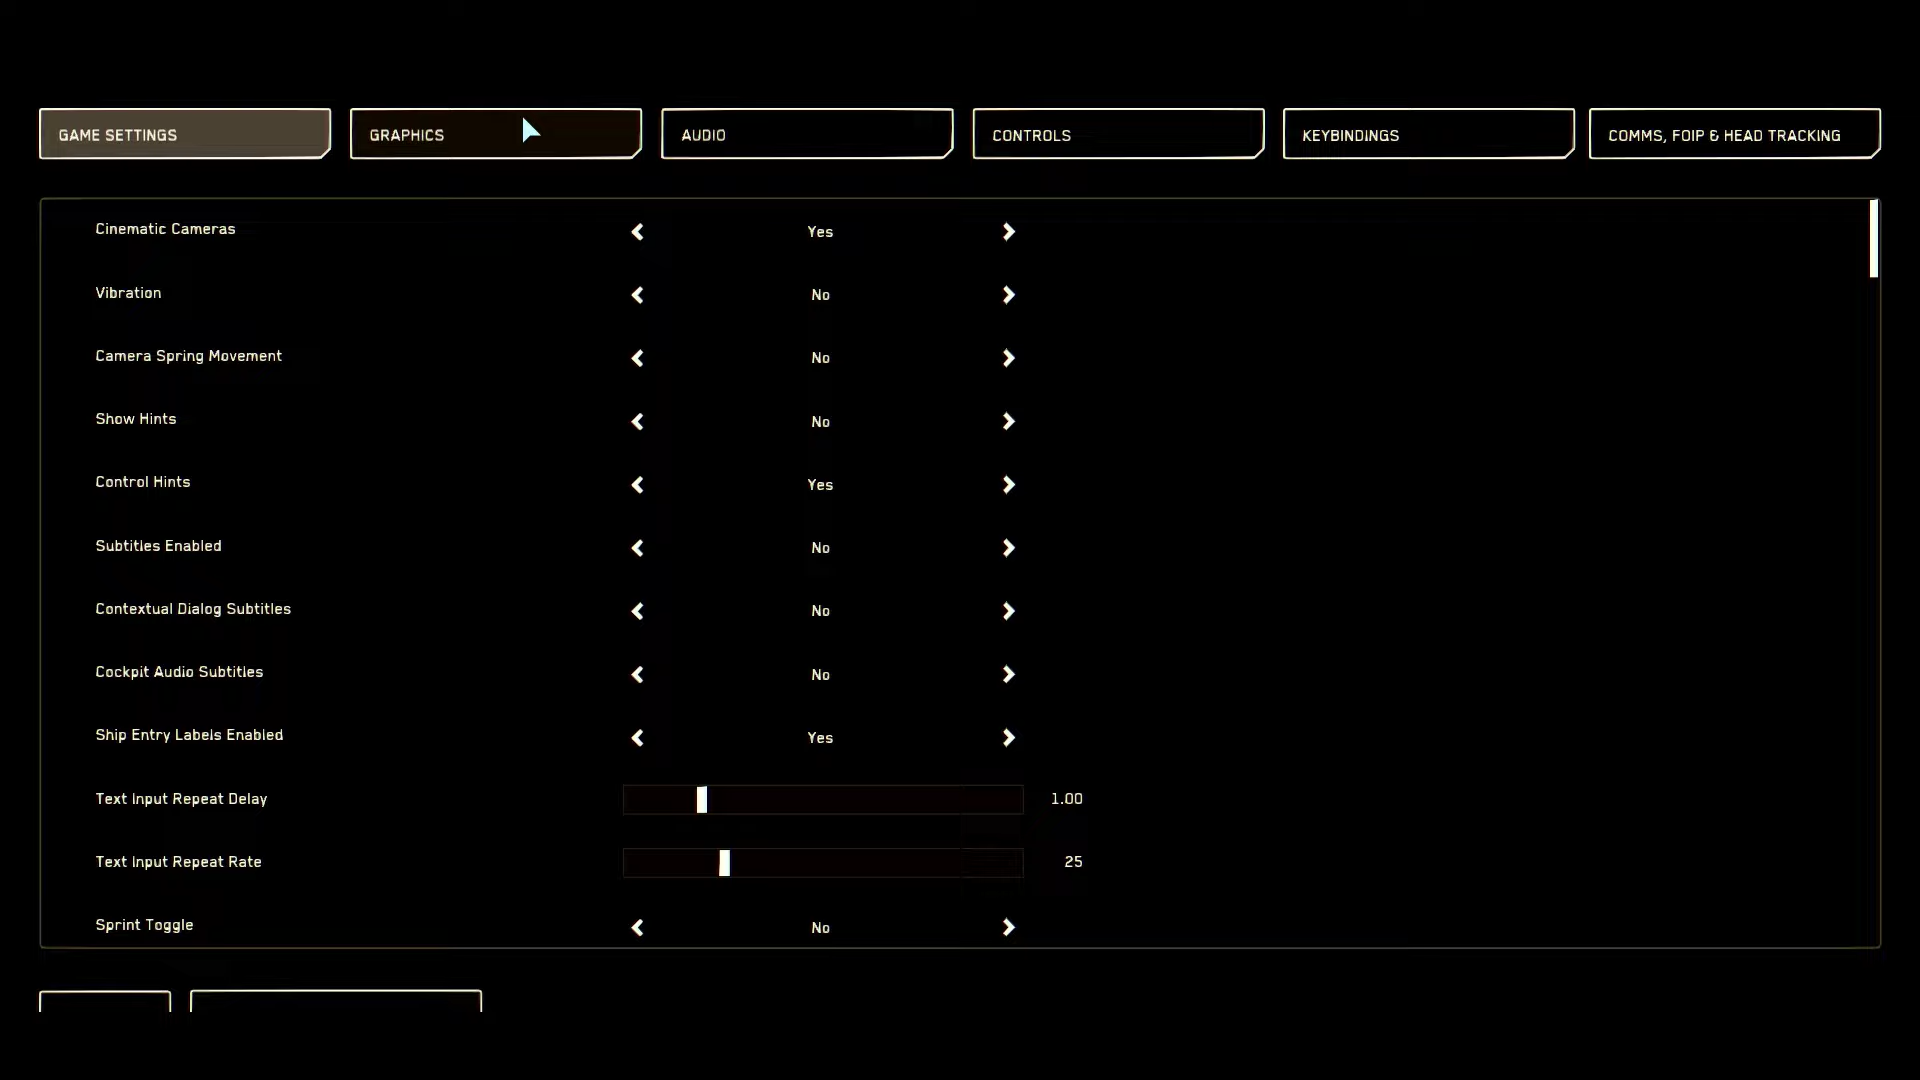 GAME SETTINGS
GRAPHICS
AUDIO
CONTROLS
KEYBINDINGS
COMMS, FOIP & HEAD TRACKING
Cinematic Cameras Yes
Vibration No
Camera Spring Movement No
Show Hints No
Control Hints Yes
Subtitles Enabled No
Contextual Dialog Subtitles No
Cockpit Audio Subtitles No
Ship Entry Labels Enabled Yes
Text Input Repeat Delay 1.00
Text Input Repeat Rate 25
Sprint Toggle No